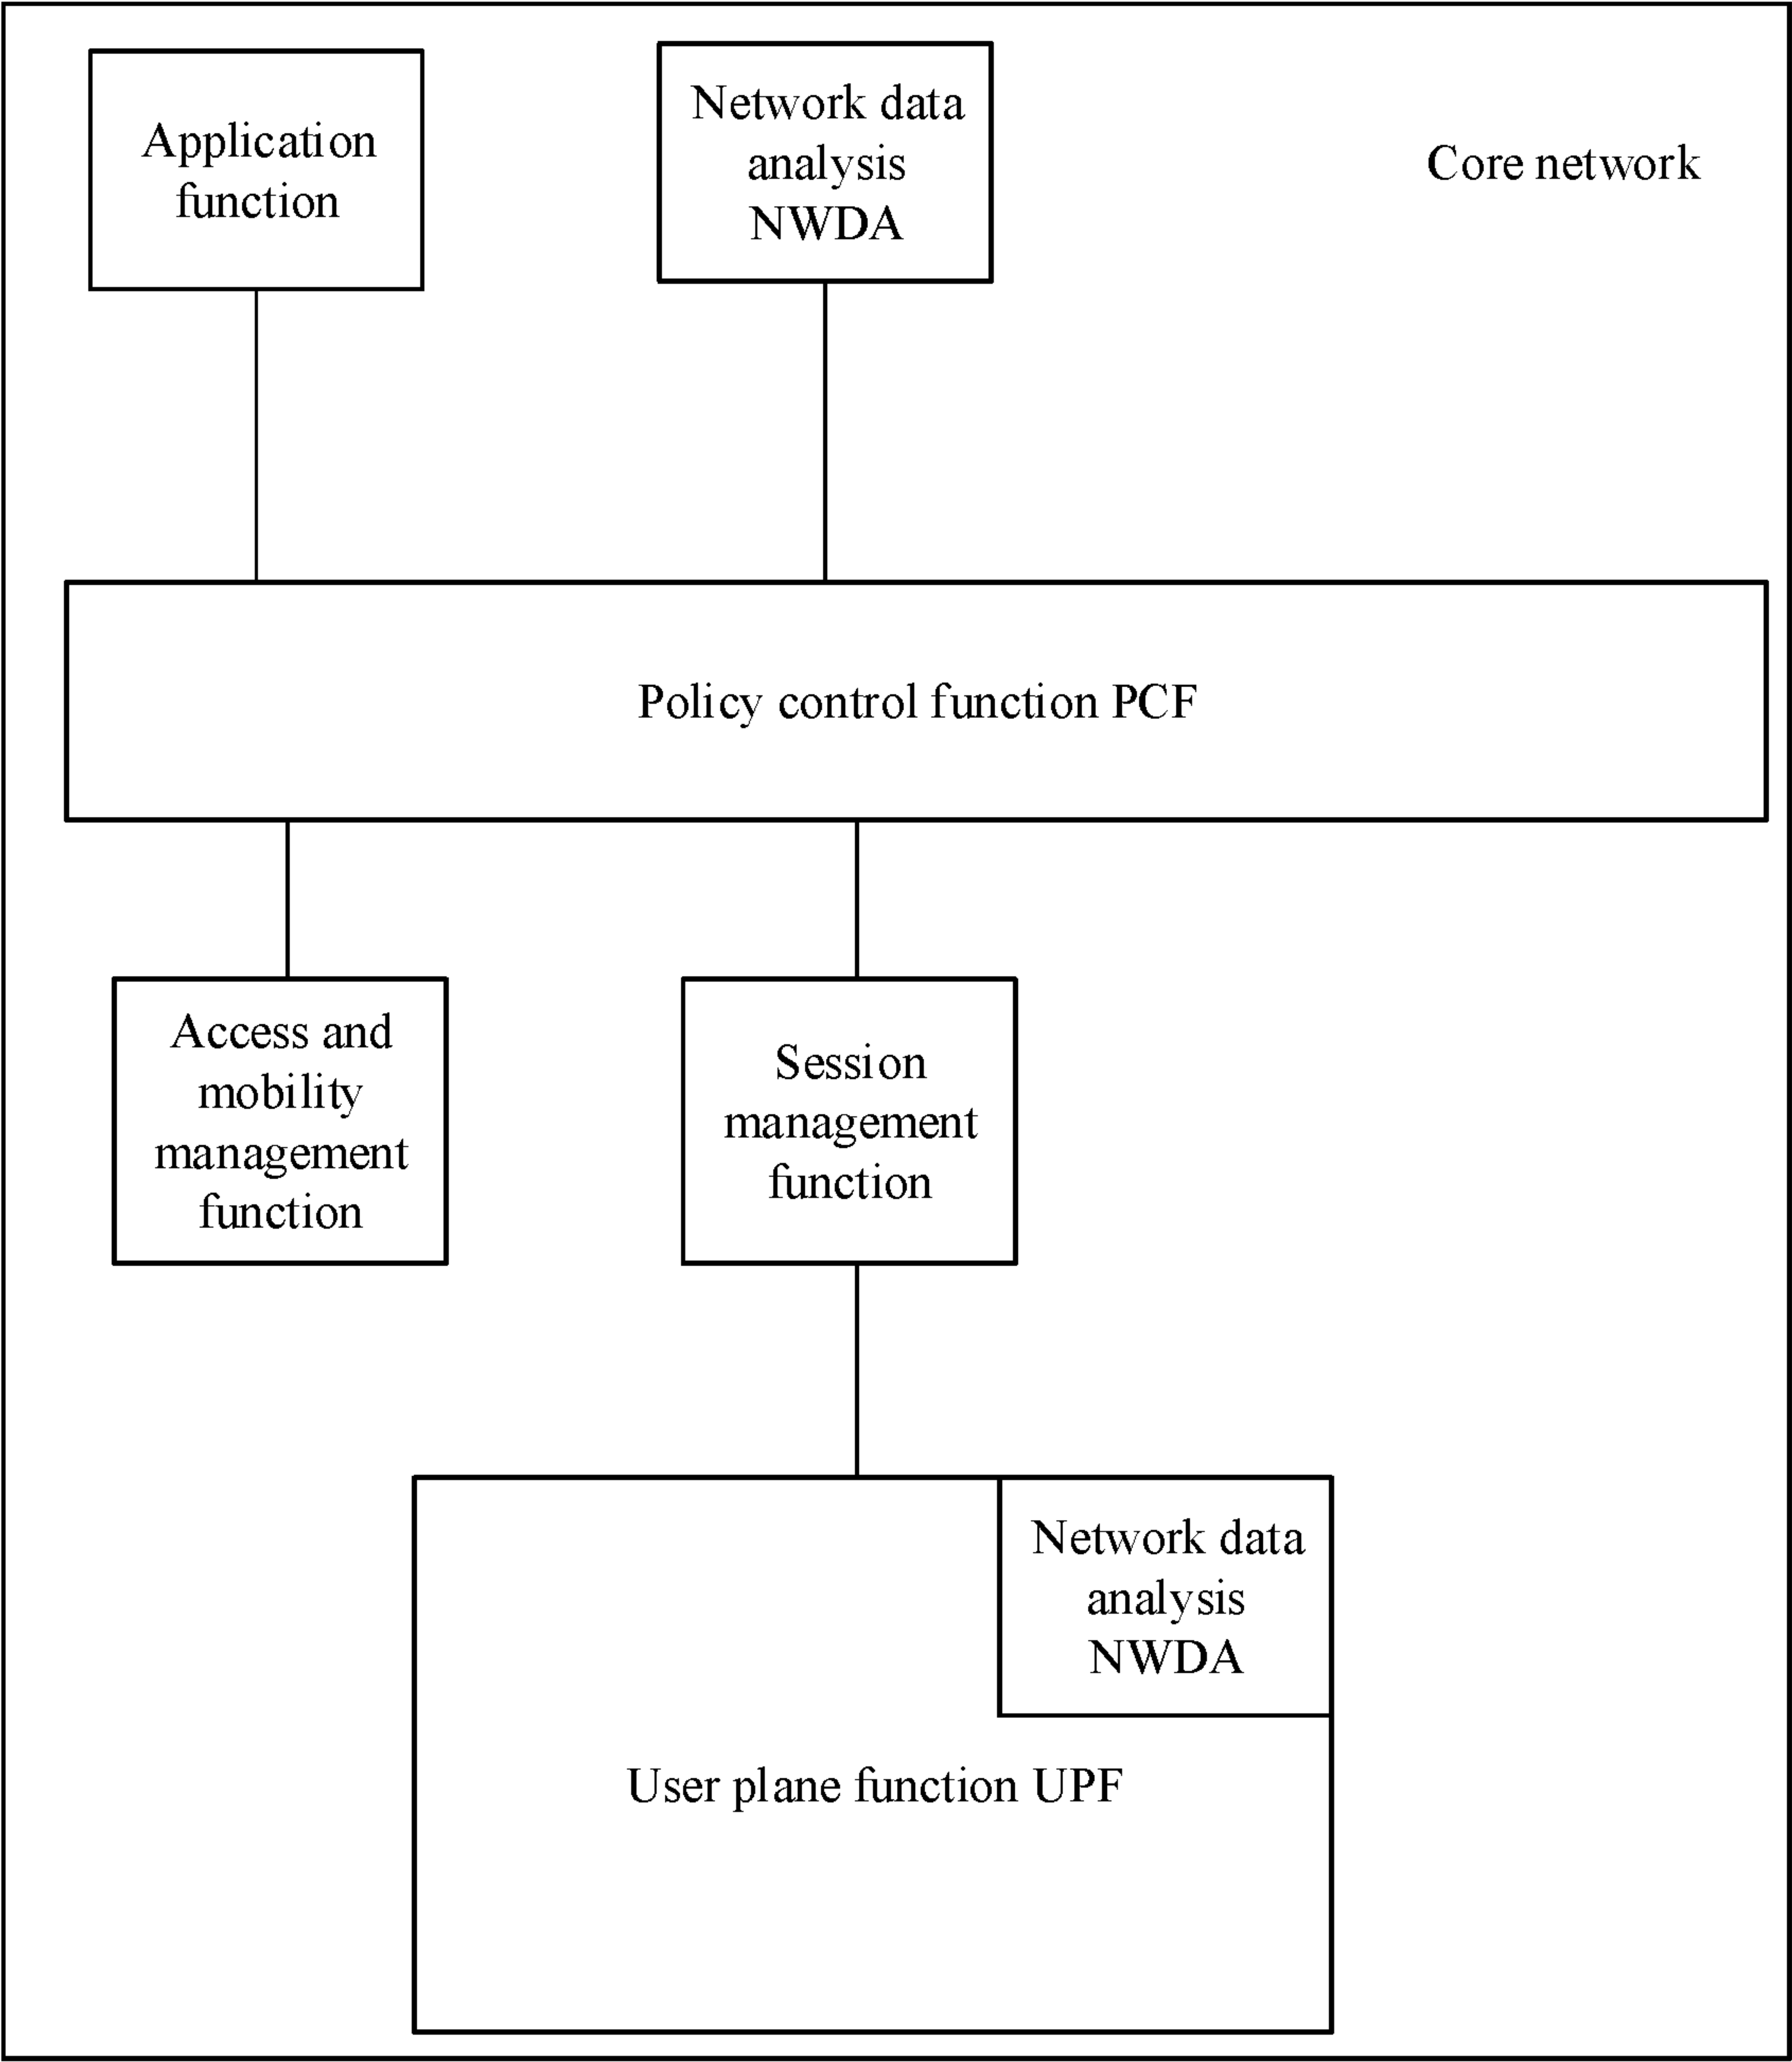 Application
function
Network data
analysis
NWDA
Core network
Policy control function PCF
Access and
mobility
management
function
Session
management
function
Network data
analysis
NWDA
User plane function UPF